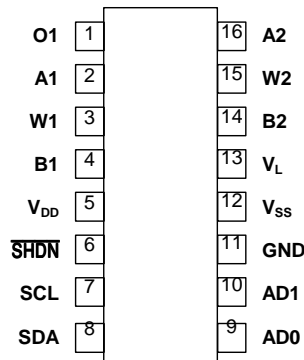 O1 1 16 A2
A1 2 15 W2
W1 3 14 B2
B1 4 13 VL
VDD 5 12 VSS
SHDN 6 11 GND
SCL 7 10 AD1
SDA 8 9 AD0